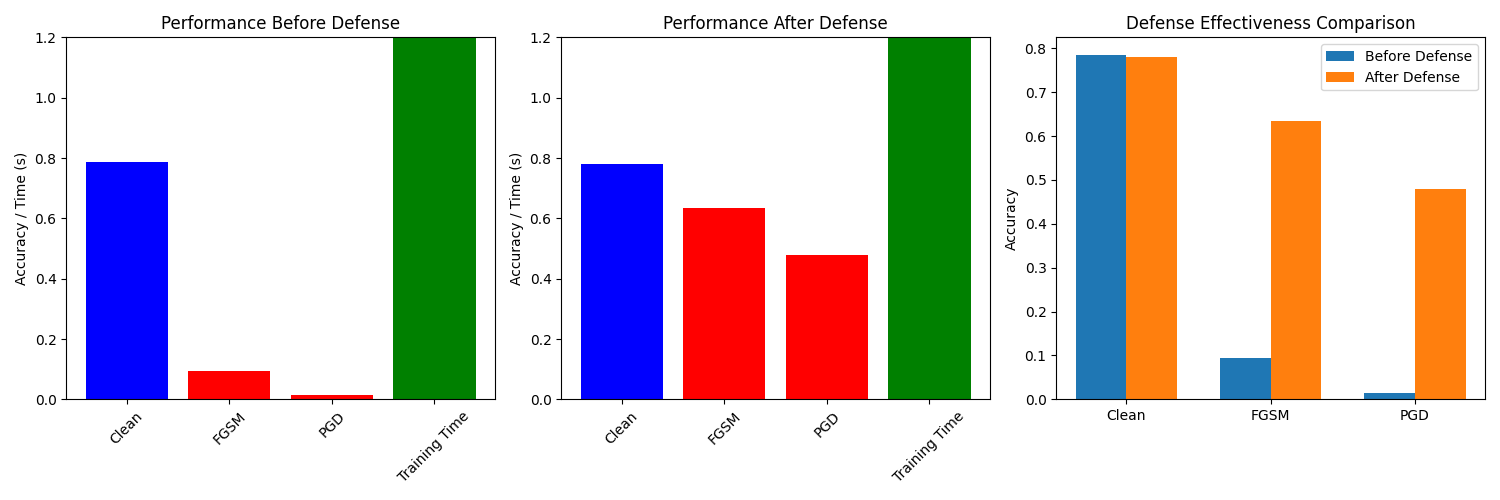 Performance Before Defense
Accuracy / Time (s)
1.2
1.0
0.8
0.6
0.4
0.2
0.0
Clean
FGSM
PGD
Training Time
Performance After Defense
Accuracy / Time (s)
1.2
1.0
0.8
0.6
0.4
0.2
0.0
Clean
FGSM
PGD
Training Time
Defense Effectiveness Comparison
Accuracy
0.8
0.7
0.6
0.5
0.4
0.3
0.2
0.1
0.0
Clean
FGSM
PGD
Before Defense
After Defense